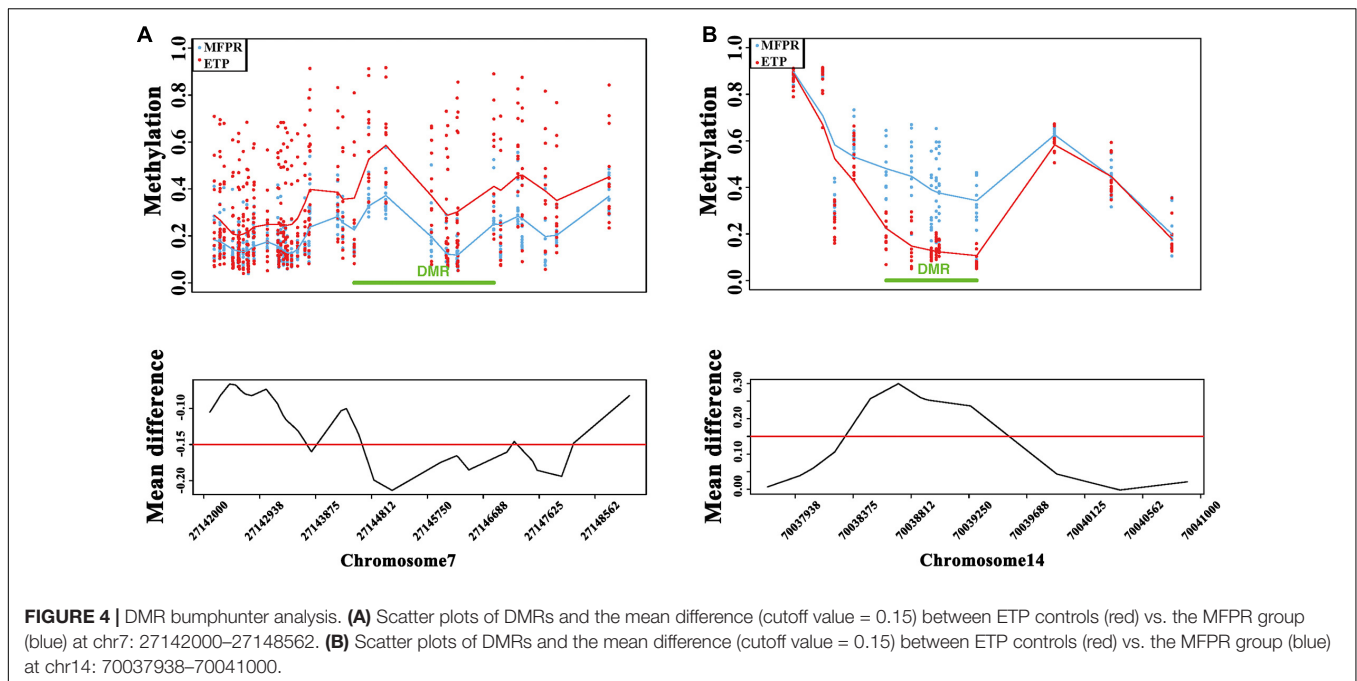 A
MFPR
ETP
Methylation
1.0
0.8
0.6
0.4
0.2
0.0
DMR
Mean difference
-0.10
-0.15
-0.20
27142000
27142938
27143875
27144812
27145750
27146688
27147625
27148562
Chromosome7
B
MFPR
ETP
Methylation
1.0
0.8
0.6
0.4
0.2
0.0
DMR
Mean difference
0.30
0.20
0.10
0.00
70037938
70038375
70038812
70039250
70039688
70040125
70040562
70041000
Chromosome14
FIGURE 4 | DMR bumphunter analysis. (A) Scatter plots of DMRs and the mean difference (cutoff value = 0.15) between ETP controls (red) vs. the MFPR group
(blue) at chr7: 27142000–27148562. (B) Scatter plots of DMRs and the mean difference (cutoff value = 0.15) between ETP controls (red) vs. the MFPR group (blue)
at chr14: 70037938–70041000.